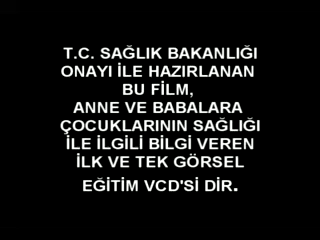 T.C. SAĞLIK BAKANLIĞI
ONAYI İLE HAZIRLANAN
BU FİLM,
ANNE VE BABALARA
ÇOCUKLARININ SAĞLIĞI
İLE İLGİLİ BİLGİ VEREN
İLK VE TEK GÖRSEL
EĞİTİM VCD'Sİ DİR.